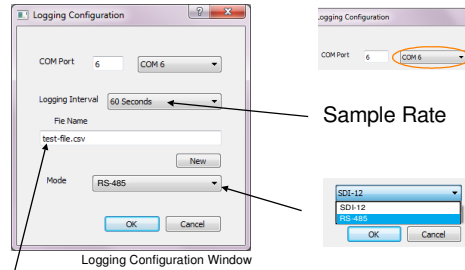 Logging Configuration
COM Port 6 COM 6
Logging Interval 60 Seconds
Fie Name
test-file.csv
New
Mode RS-485
OK Cancel
Logging Configuration Window
Logging Configuration
COM Port 6 COM 6
Sample Rate
SDI-12
SDI-12
RS-485
OK Cancel